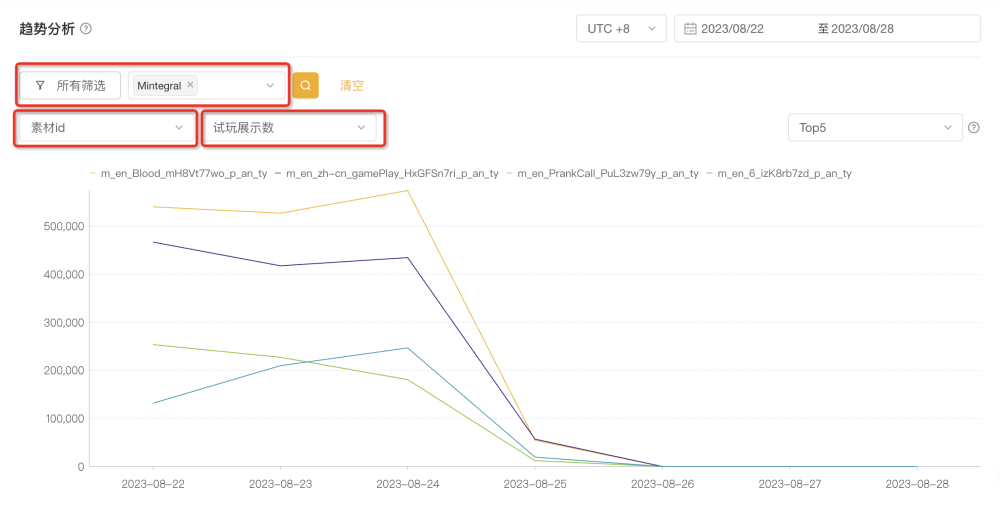 趋势分析
UTC +8
2023/08/22 至 2023/08/28
所有筛选 Mintegral 清空
素材id 试玩展示数 Top5
m_en_Blood_mH8Vt77wo_p_an_ty m_en_zh-cn_gamePlay_HxGFSn7ri_p_an_ty m_en_PrankCall_PuL3zw79y_p_an_ty m_en_6_izK8rb7zd_p_an_ty
500,000
400,000
300,000
200,000
100,000
0
2023-08-22 2023-08-23 2023-08-24 2023-08-25 2023-08-26 2023-08-27 2023-08-28